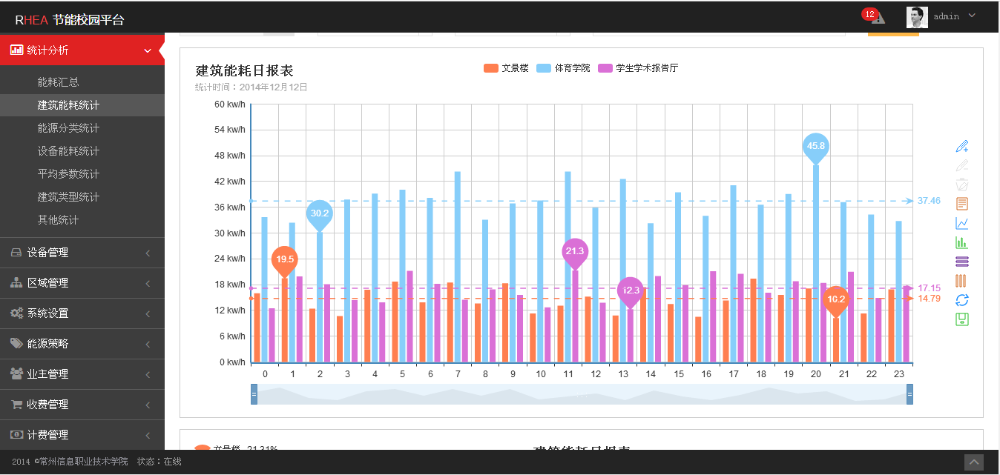 RHEA 节能校园平台
12
admin
统计分析
能耗汇总
建筑能耗统计
能源分类统计
设备能耗统计
平均参数统计
建筑类型统计
其他统计
设备管理
区域管理
系统设置
能源策略
业主管理
收费管理
计费管理
建筑能耗日报表
统计时间：2014年12月12日
文景楼 体育学院 学生学术报告厅
60 kw/h
54 kw/h
48 kw/h
42 kw/h
36 kw/h
30 kw/h
24 kw/h
18 kw/h
12 kw/h
6 kw/h
0 kw/h
45.8
37.46
30.2
21.3
19.5
12.3
17.15
10.2
14.79
0 1 2 3 4 5 6 7 8 9 10 11 12 13 14 15 16 17 18 19 20 21 22 23
文景楼 21.31%
建筑能耗日报表
2014 ©常州信息职业技术学院 状态：在线